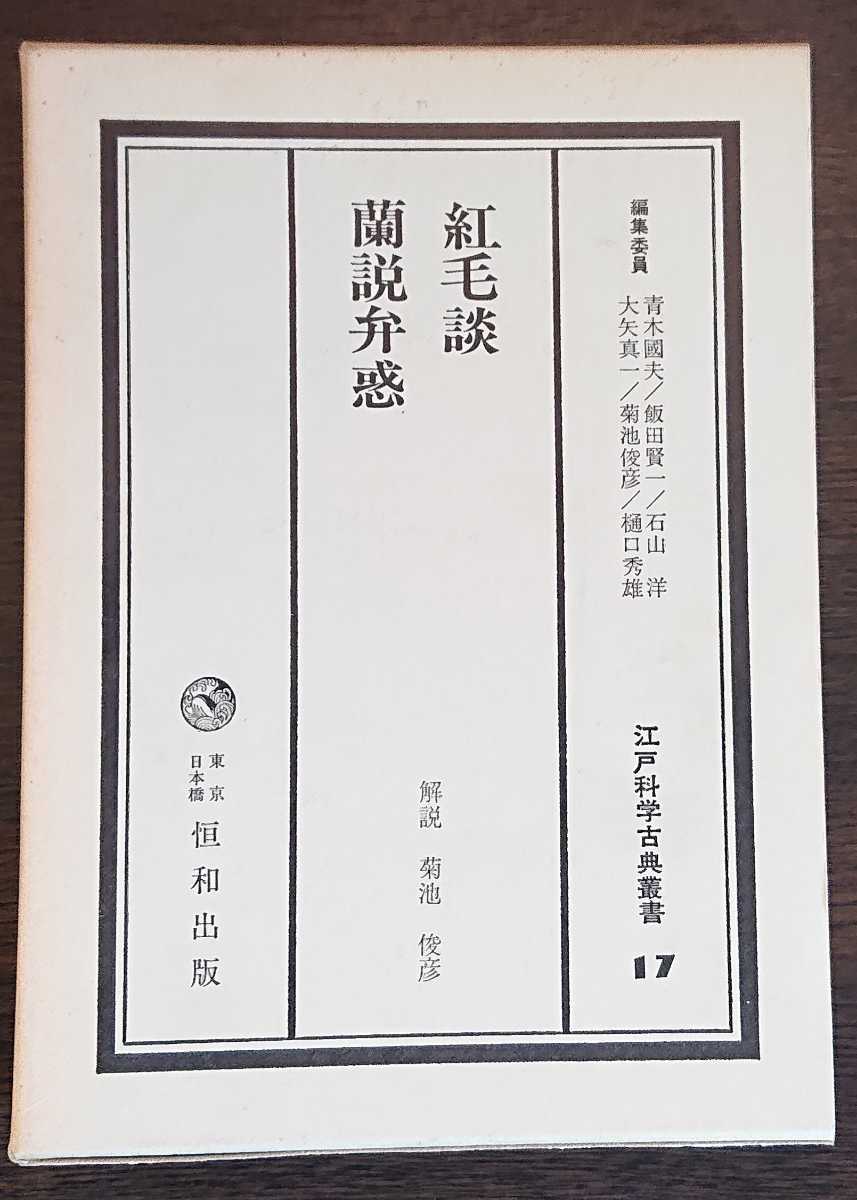 編集委員
青木國夫/飯田賢一/石山 洋
大矢真一/菊池俊彦/樋口秀雄
江戸科学古典叢書
17
紅毛談
蘭説弁惑
解説 菊池 俊彦
東京
日本橋
恒和出版